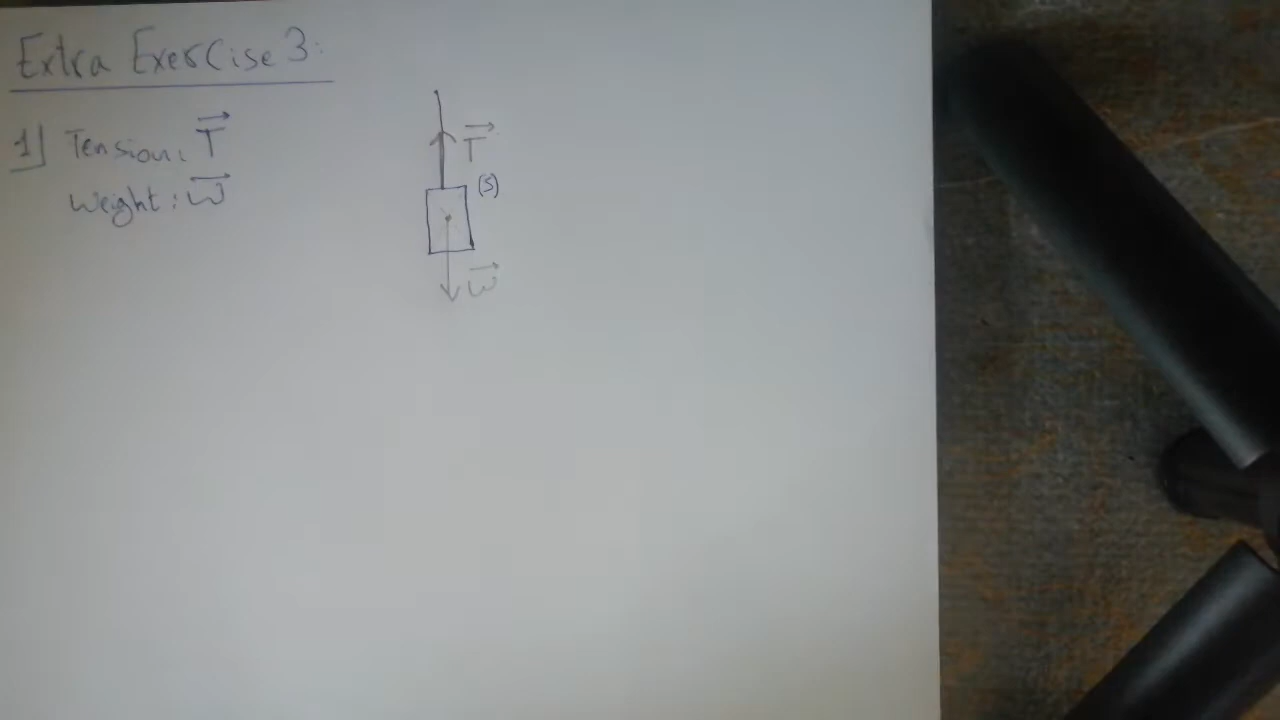 Extra Exercise 3:
1] Tension: T
Weight: W
T
(S)
W